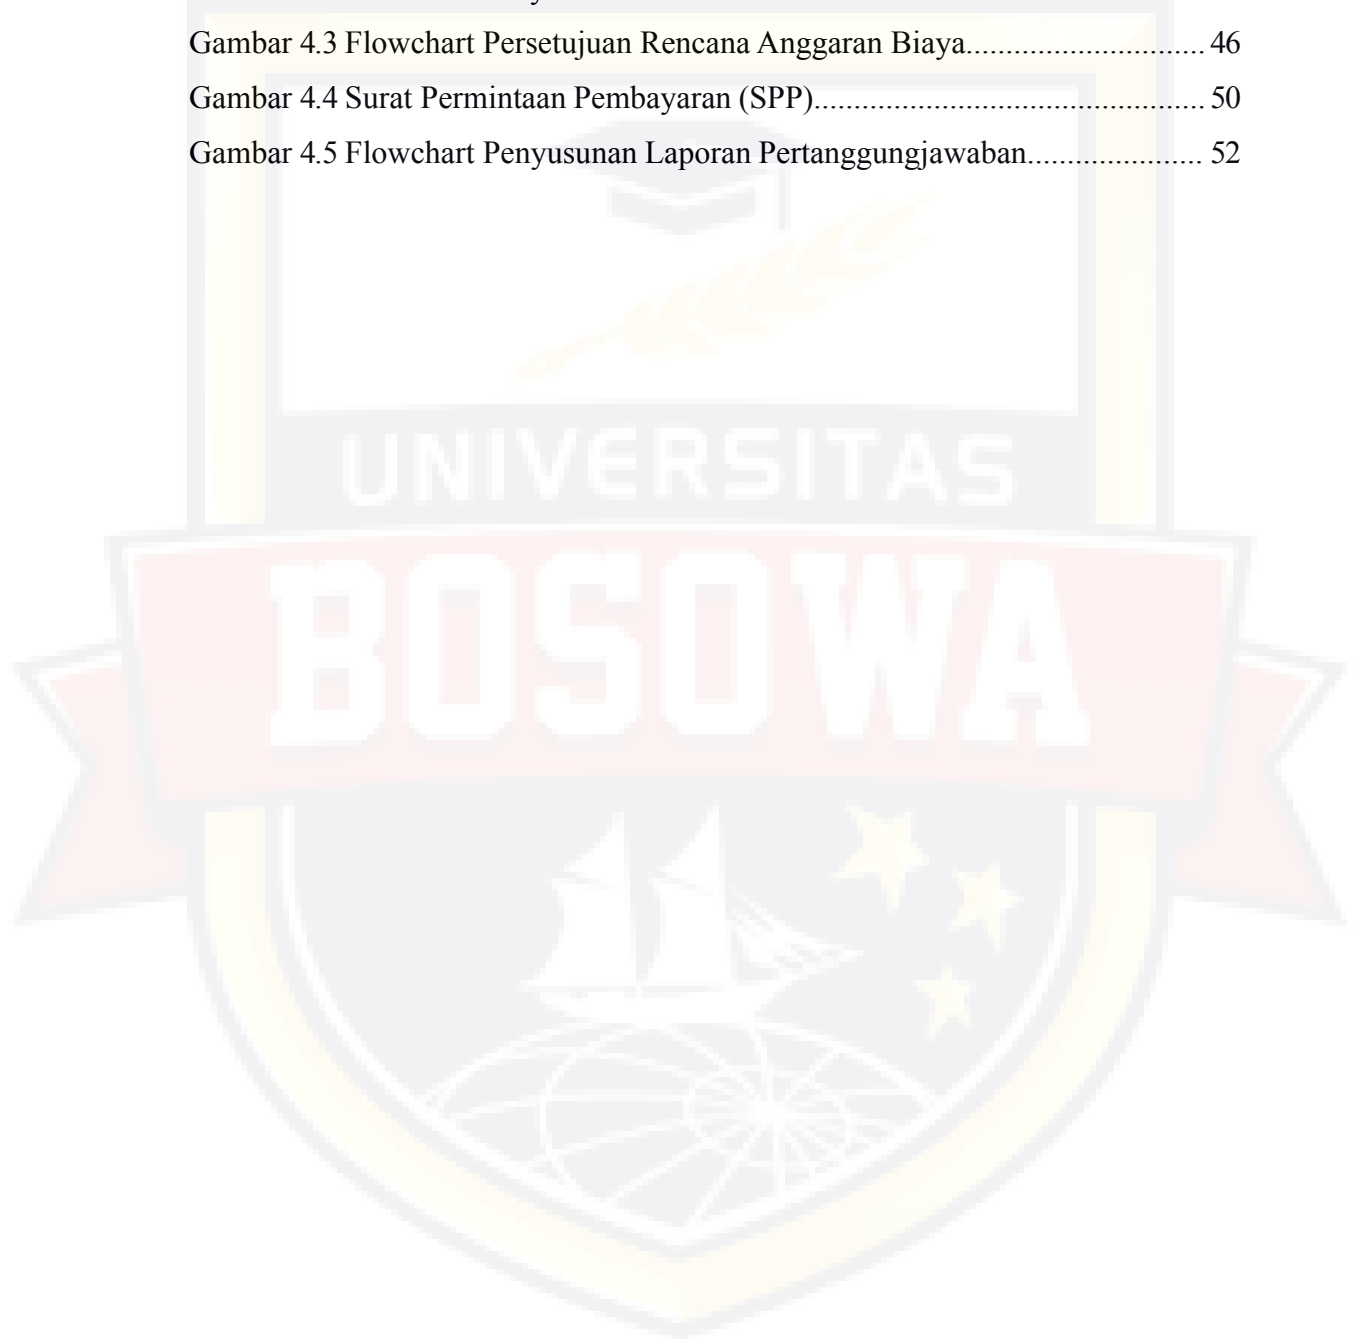 Gambar 4.3 Flowchart Persetujuan Rencana Anggaran Biaya.............................. 46
Gambar 4.4 Surat Permintaan Pembayaran (SPP)................................................. 50
Gambar 4.5 Flowchart Penyusunan Laporan Pertanggungjawaban...................... 52
UNIVERSITAS
BOSOWA